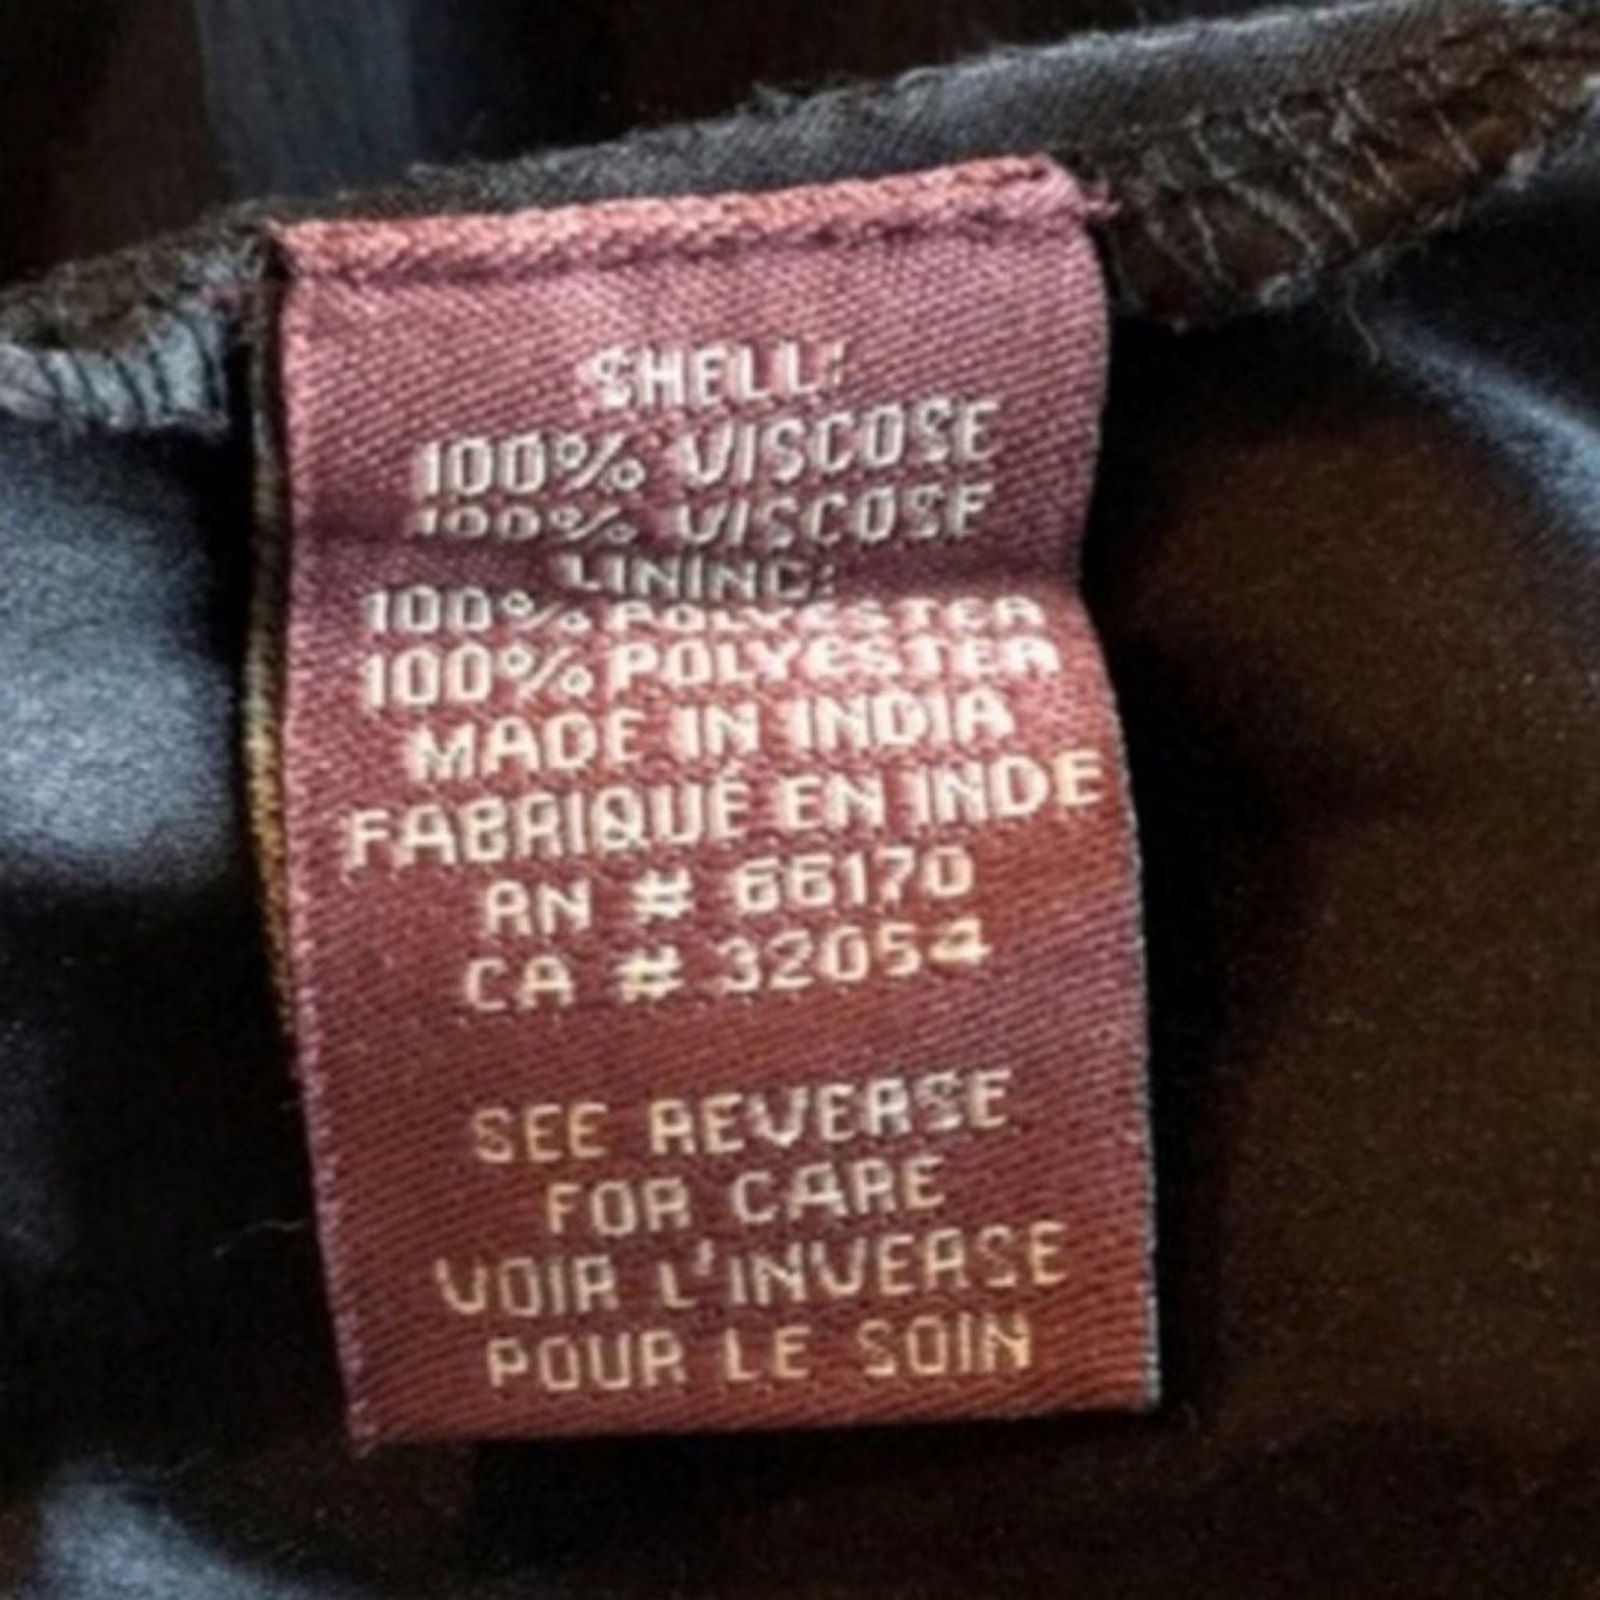 SHELL:
100% VISCOSE
100% VISCOSE
LINING:
100% POLYESTER
100% POLYESTER
MADE IN INDIA
FABRIQUÉ EN INDE
RN # 66170
CA # 32054
SEE REVERSE
FOR CARE
VOIR L'INVERSE
POUR LE SOIN